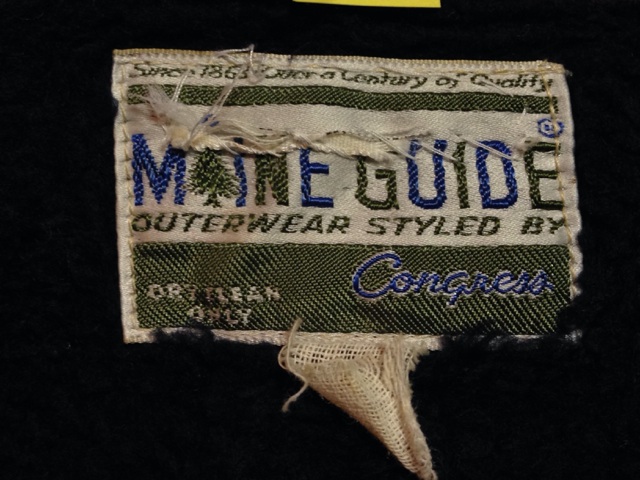 Since 1863 Over a Century of Quality
MAINE GUIDE®
OUTERWEAR STYLED BY
Congress
DRY CLEAN
ONLY